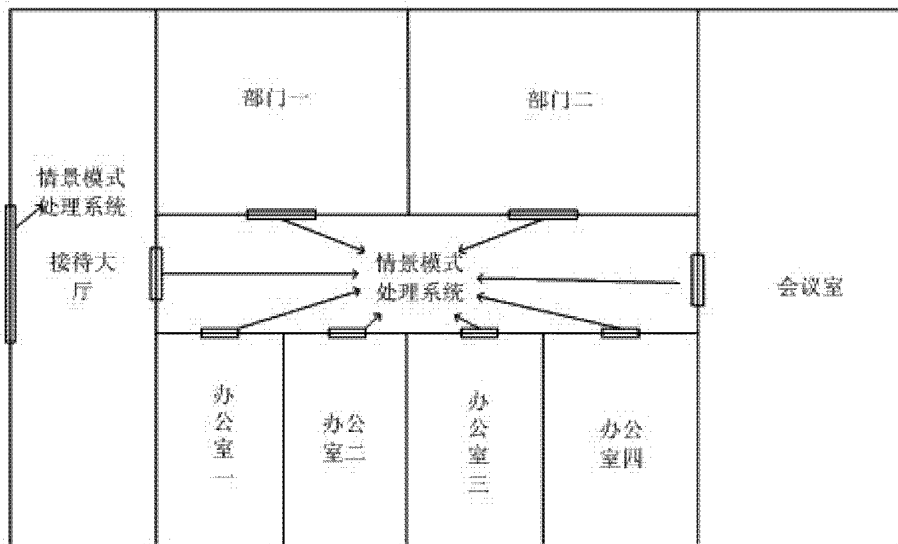 部门一
部门二
情景模式
处理系统
接待大
厅
情景模式
处理系统
会议室
办
公
室
一
办公
室二
办
公
室
三
办公
室四